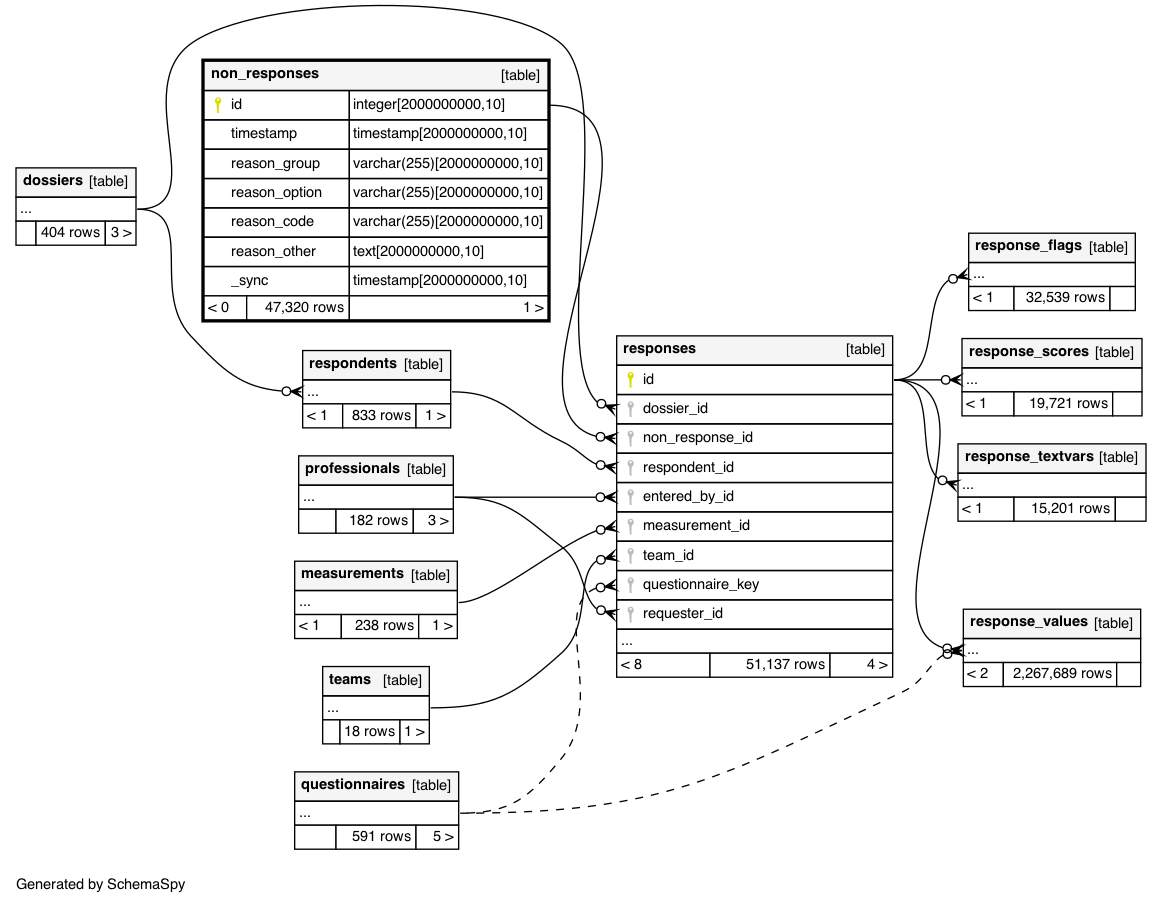 non_responses [table]
id integer[2000000000,10]
timestamp timestamp[2000000000,10]
reason_group varchar(255)[2000000000,10]
reason_option varchar(255)[2000000000,10]
reason_code varchar(255)[2000000000,10]
reason_other text[2000000000,10]
_sync timestamp[2000000000,10]
< 0 47,320 rows 1 >
dossiers [table]
...
404 rows 3 >
respondents [table]
...
< 1 833 rows 1 >
professionals [table]
...
182 rows 3 >
measurements [table]
...
< 1 238 rows 1 >
teams [table]
...
18 rows 1 >
questionnaires [table]
...
591 rows 5 >
responses [table]
id
dossier_id
non_response_id
respondent_id
entered_by_id
measurement_id
team_id
questionnaire_key
requester_id
...
< 8 51,137 rows 4 >
response_flags [table]
...
< 1 32,539 rows
response_scores [table]
...
< 1 19,721 rows
response_textvars [table]
...
< 1 15,201 rows
response_values [table]
...
< 2 2,267,689 rows
Generated by SchemaSpy